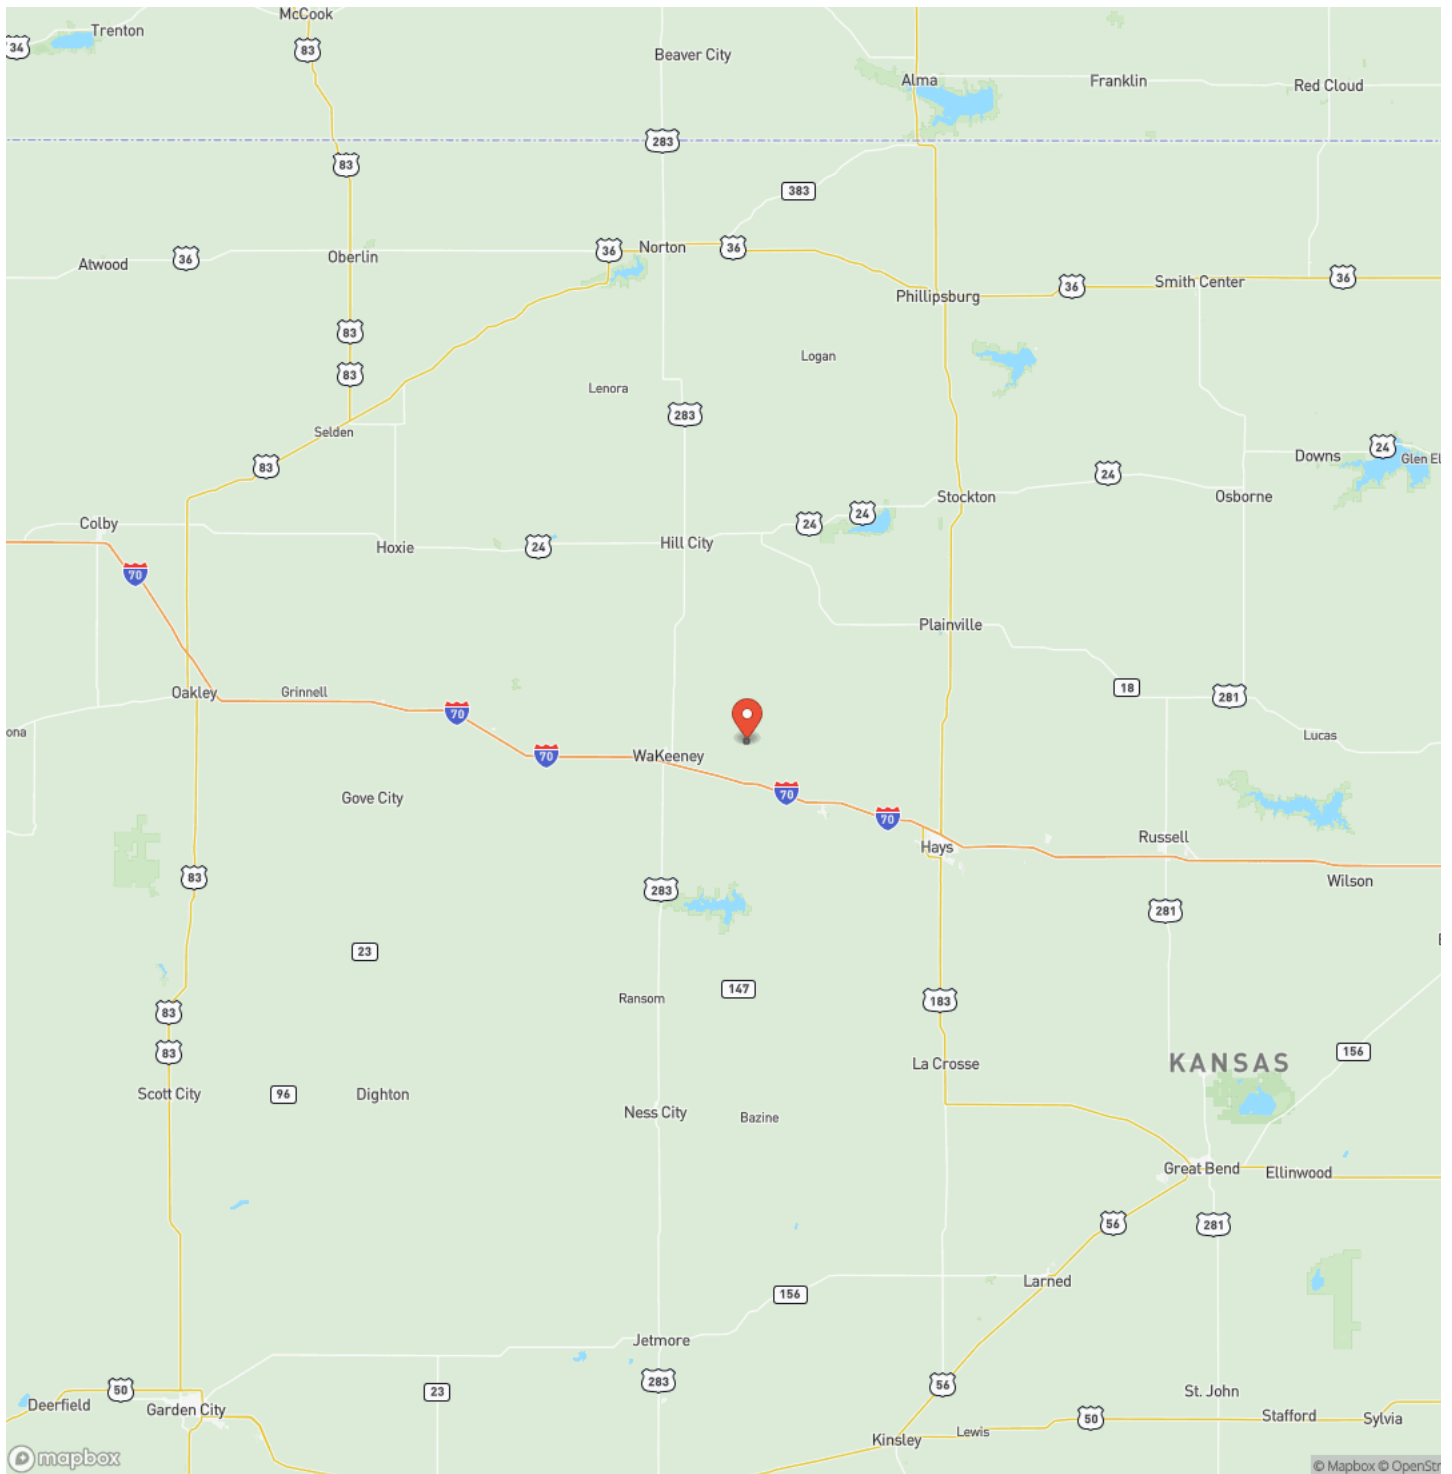 McCook
Trenton
34
83
Beaver City
Alma
Franklin
Red Cloud
283
83
383
Atwood
36
Oberlin
36
Norton
36
Phillipsburg
36
Smith Center
36
83
83
Logan
Lenora
283
Selden
83
Downs
24
Glen El
24
Stockton
Osborne
Colby
24
24
Hoxie
24
Hill City
70
Plainville
Oakley
Grinnell
18
281
70
ona
Lucas
WaKeeney
70
70
Gove City
70
Hays
Russell
83
Wilson
283
281
23
147
Ransom
183
83
83
La Crosse
KANSAS
156
Scott City
96
Dighton
Ness City
Bazine
Great Bend
Ellinwood
56
281
Larned
156
Jetmore
283
56
50
23
St. John
Deerfield
Garden City
50
Stafford
Sylvia
Kinsley
Lewis
mapbox
© Mapbox © OpenStr